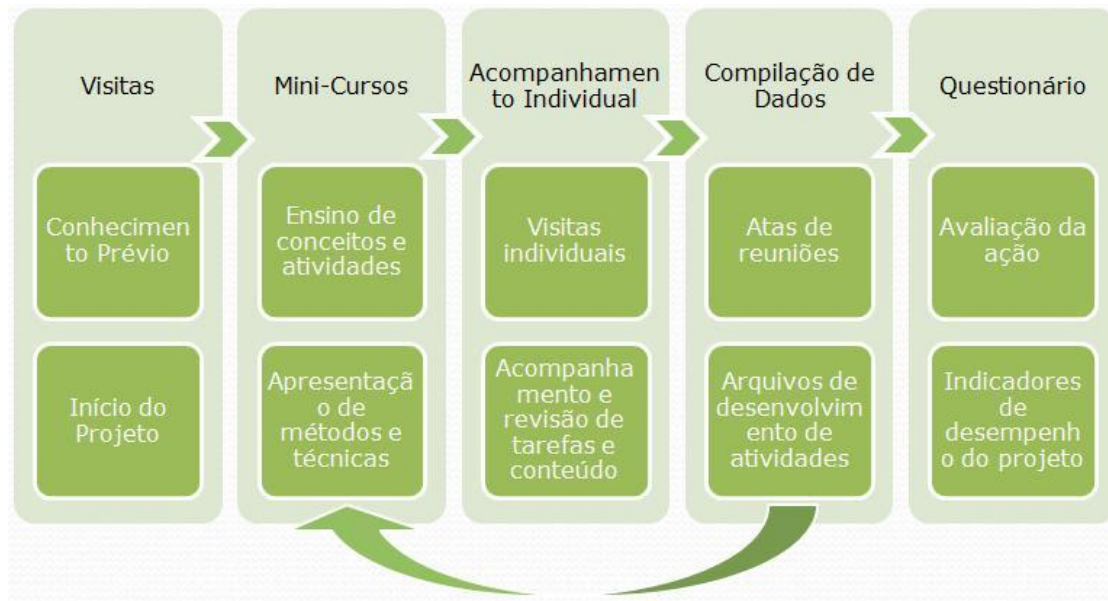 Visitas
Conhecimen
to Prévio
Início do
Projeto
Mini-Cursos
Ensino de
conceitos e
atividades
Apresentaçã
o de
métodos e
técnicas
Acompanhamen
to Individual
Visitas
individuais
Acompanha
mento e
revisão de
tarefas e
conteúdo
Compilação de
Dados
Atas de
reuniões
Arquivos de
desenvolvim
ento de
atividades
Questionário
Avaliação da
ação
Indicadores
de
desempenh
o do projeto